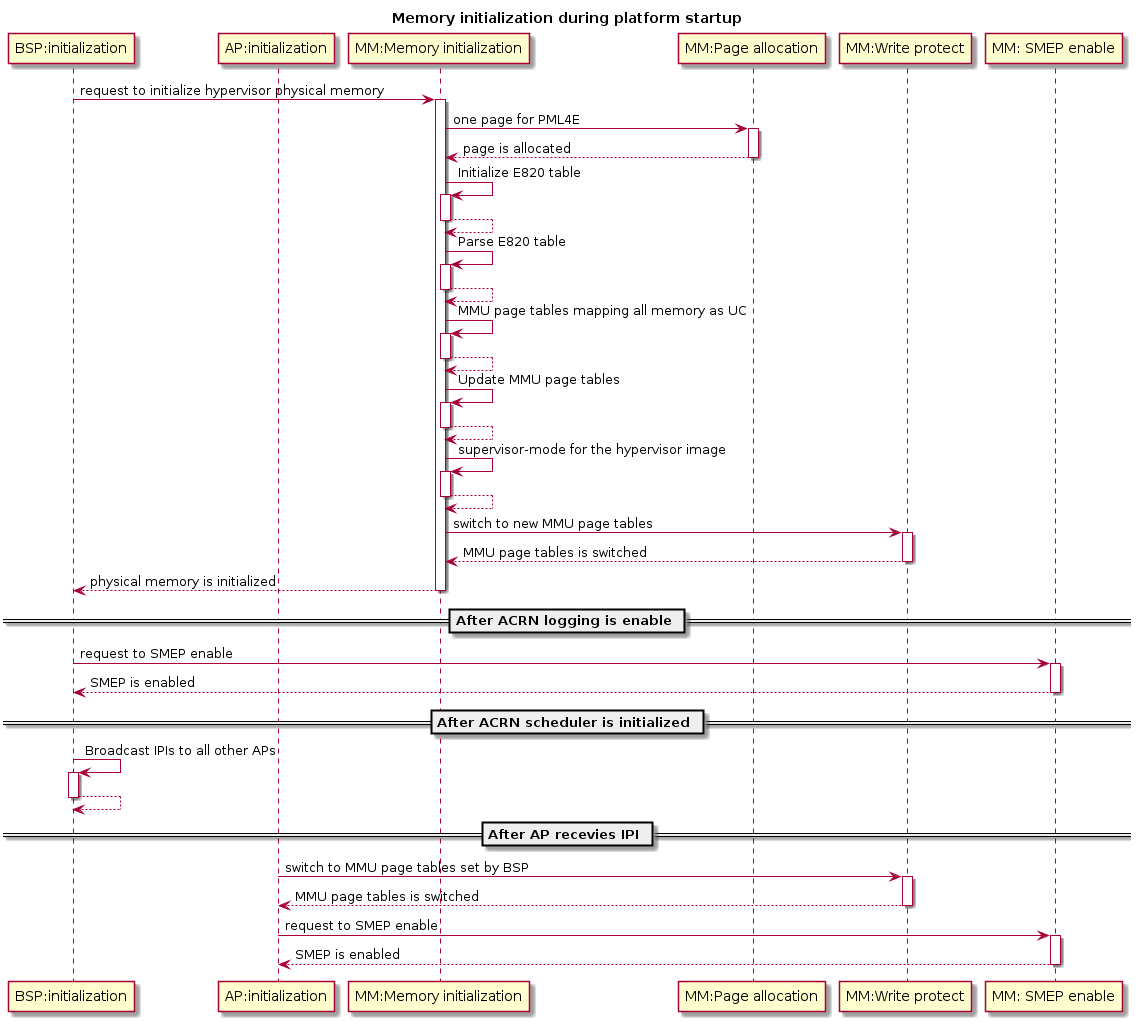 Memory initialization during platform startup
BSP:initialization
AP:initialization
MM:Memory initialization
MM:Page allocation
MM:Write protect
MM: SMEP enable
request to initialize hypervisor physical memory
one page for PML4E
page is allocated
Initialize E820 table
Parse E820 table
MMU page tables mapping all memory as UC
Update MMU page tables
supervisor-mode for the hypervisor image
switch to new MMU page tables
MMU page tables is switched
physical memory is initialized
After ACRN logging is enable
request to SMEP enable
SMEP is enabled
After ACRN scheduler is initialized
Broadcast IPIs to all other APs
After AP recevies IPI
switch to MMU page tables set by BSP
MMU page tables is switched
request to SMEP enable
SMEP is enabled
BSP:initialization
AP:initialization
MM:Memory initialization
MM:Page allocation
MM:Write protect
MM: SMEP enable